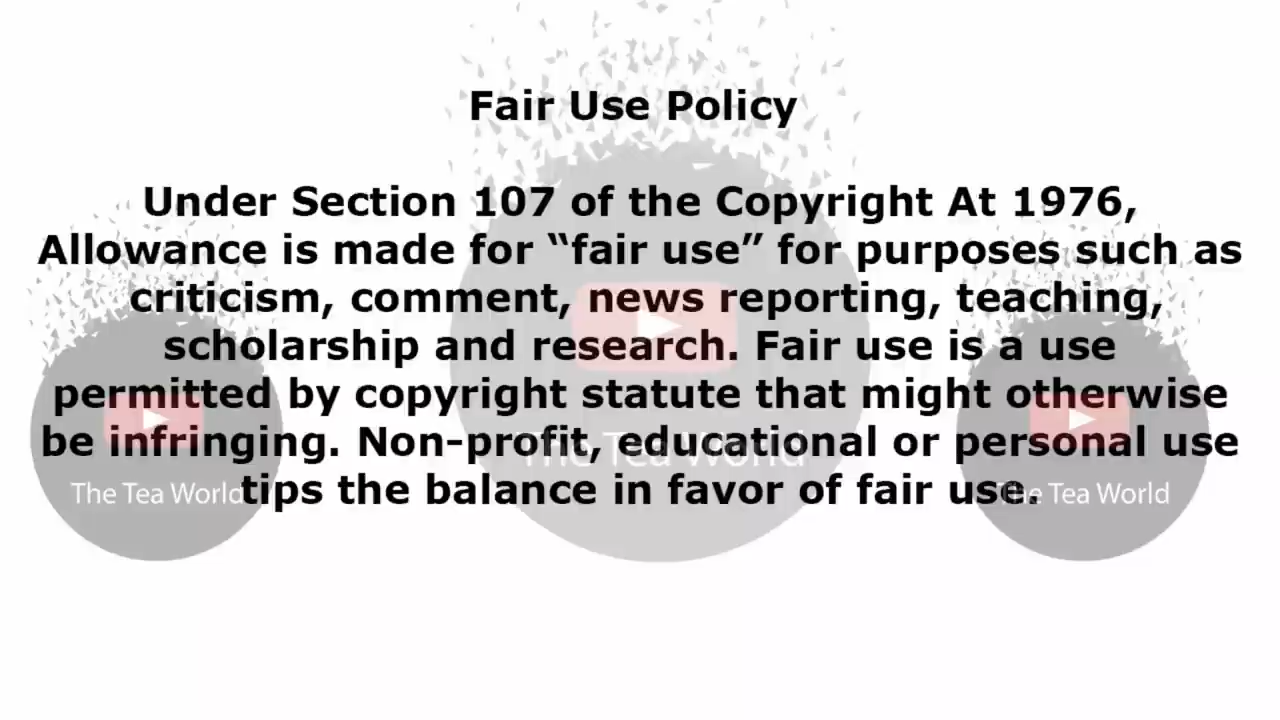 Fair Use Policy
Under Section 107 of the Copyright At 1976,
Allowance is made for “fair use” for purposes such as
criticism, comment, news reporting, teaching,
scholarship and research. Fair use is a use
permitted by copyright statute that might otherwise
be infringing. Non-profit, educational or personal use
The Tea World
tips the balance in favor of fair use.
The Tea World
The Tea World